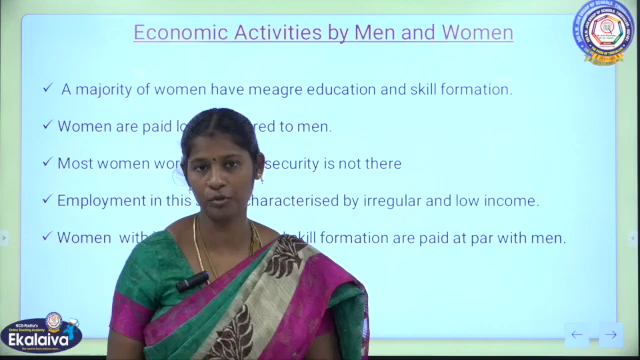 Economic Activities by Men and Women
✓ A majority of women have meagre education and skill formation.
✓ Women are paid lo red to men.
✓ Most women wor security is not there
✓ Employment in this characterised by irregular and low income.
✓ Women with kill formation are paid at par with men.
Ekalaiva